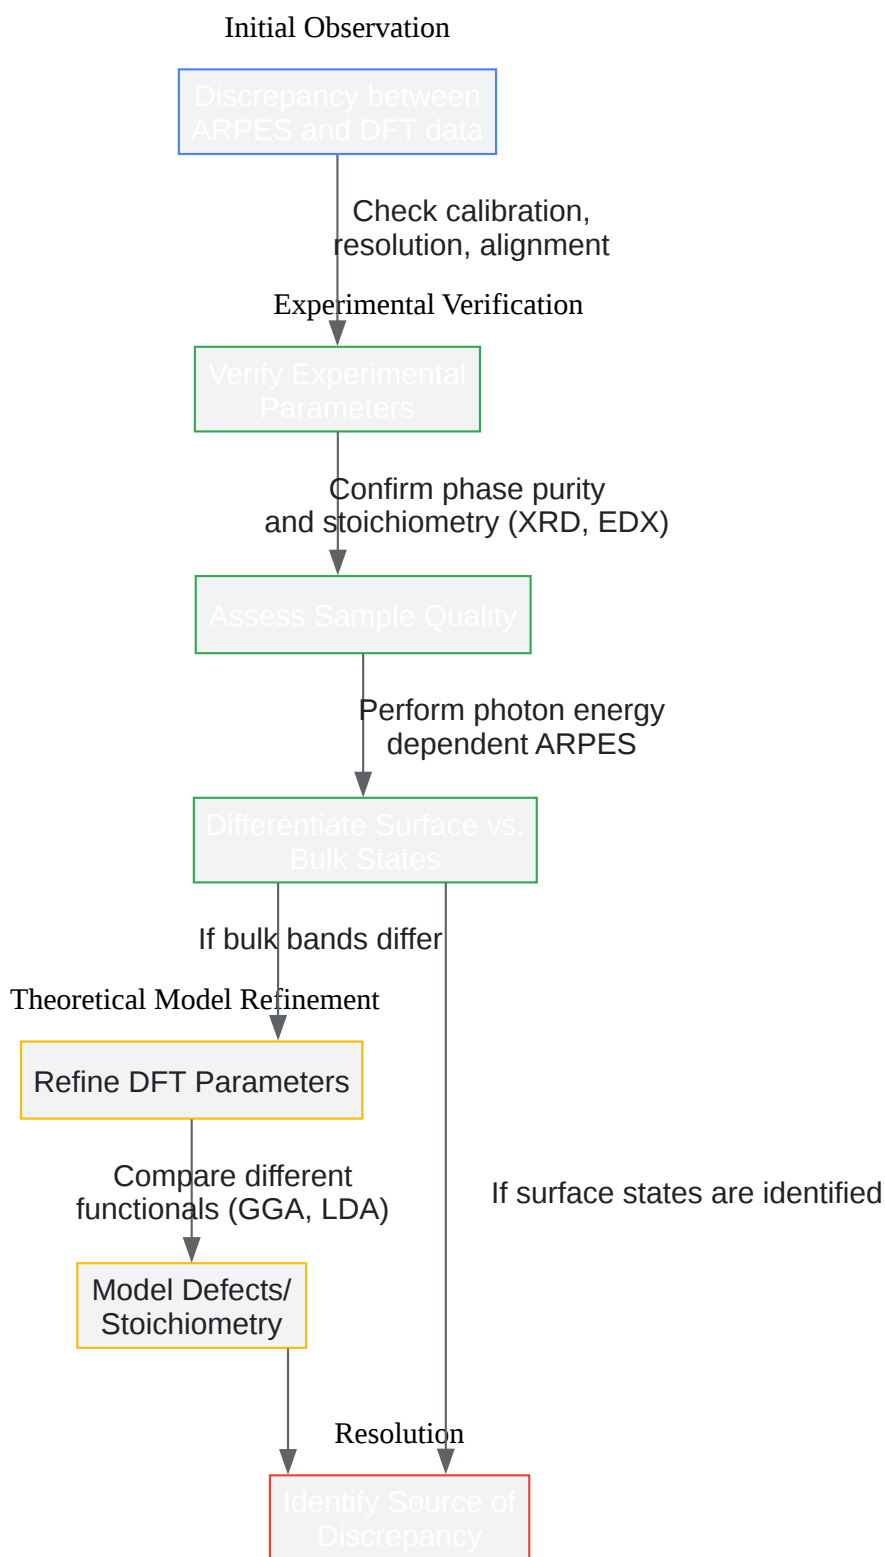 Initial Observation
Discrepancy between
ARPES and DFT data
Check calibration,
resolution, alignment
Experimental Verification
Verify Experimental
Parameters
Confirm phase purity
and stoichiometry (XRD, EDX)
Assess Sample Quality
Perform photon energy
dependent ARPES
Differentiate Surface vs.
Bulk States
If bulk bands differ
Theoretical Model Refinement
Refine DFT Parameters
Compare different
functionals (GGA, LDA)
If surface states are identified
Model Defects/
Stoichiometry
Resolution
Identify Source of
Discrepancy